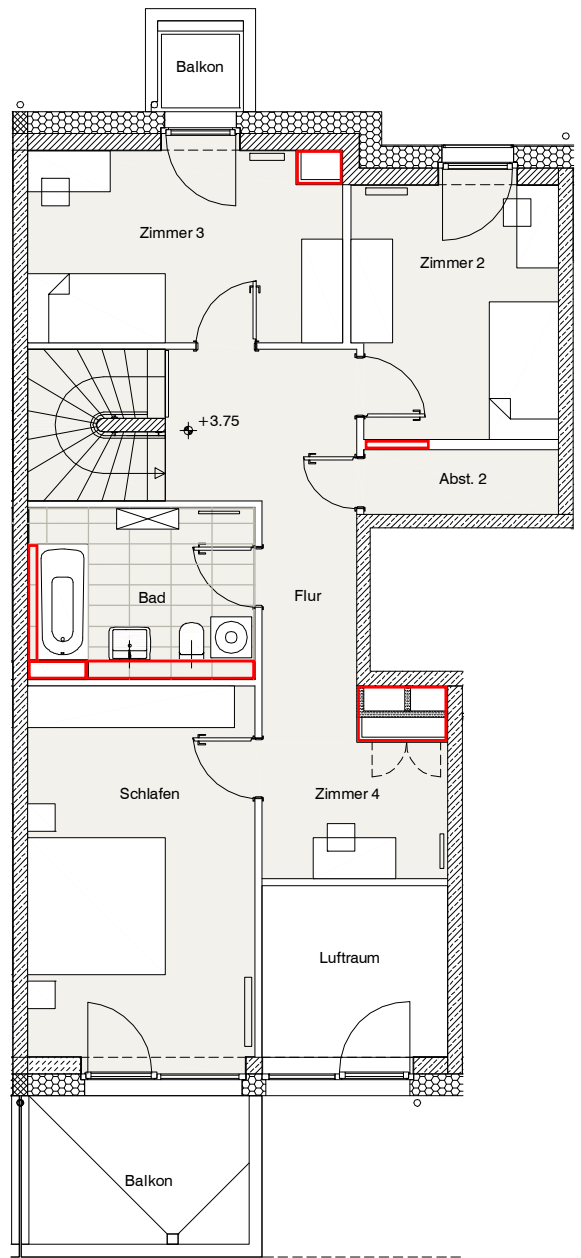 Balkon
Zimmer 3
Zimmer 2
+3.75
Abst. 2
Bad
Flur
Schlafen
Zimmer 4
Luftraum
Balkon